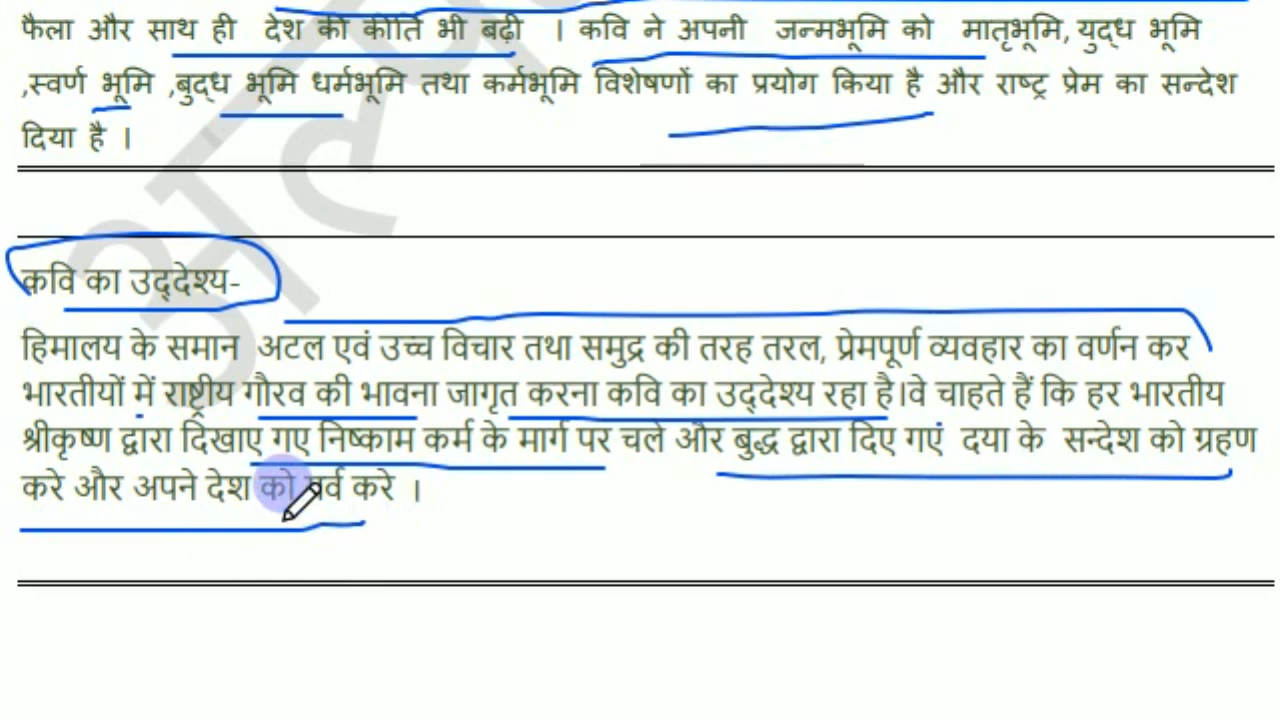 फैला और साथ ही देश की कीर्ति भी बढ़ी । कवि ने अपनी जन्मभूमि को मातृभूमि, युद्ध भूमि
,स्वर्ण भूमि ,बुद्ध भूमि धर्मभूमि तथा कर्मभूमि विशेषणों का प्रयोग किया है और राष्ट्र प्रेम का सन्देश
दिया है ।
कवि का उद्देश्य-
हिमालय के समान अटल एवं उच्च विचार तथा समुद्र की तरह तरल, प्रेमपूर्ण व्यवहार का वर्णन कर
भारतीयों में राष्ट्रीय गौरव की भावना जागृत करना कवि का उद्देश्य रहा है।वे चाहते हैं कि हर भारतीय
श्रीकृष्ण द्वारा दिखाए गए निष्काम कर्म के मार्ग पर चले और बुद्ध द्वारा दिए गएं दया के सन्देश को ग्रहण
करे और अपने देश को करे ।